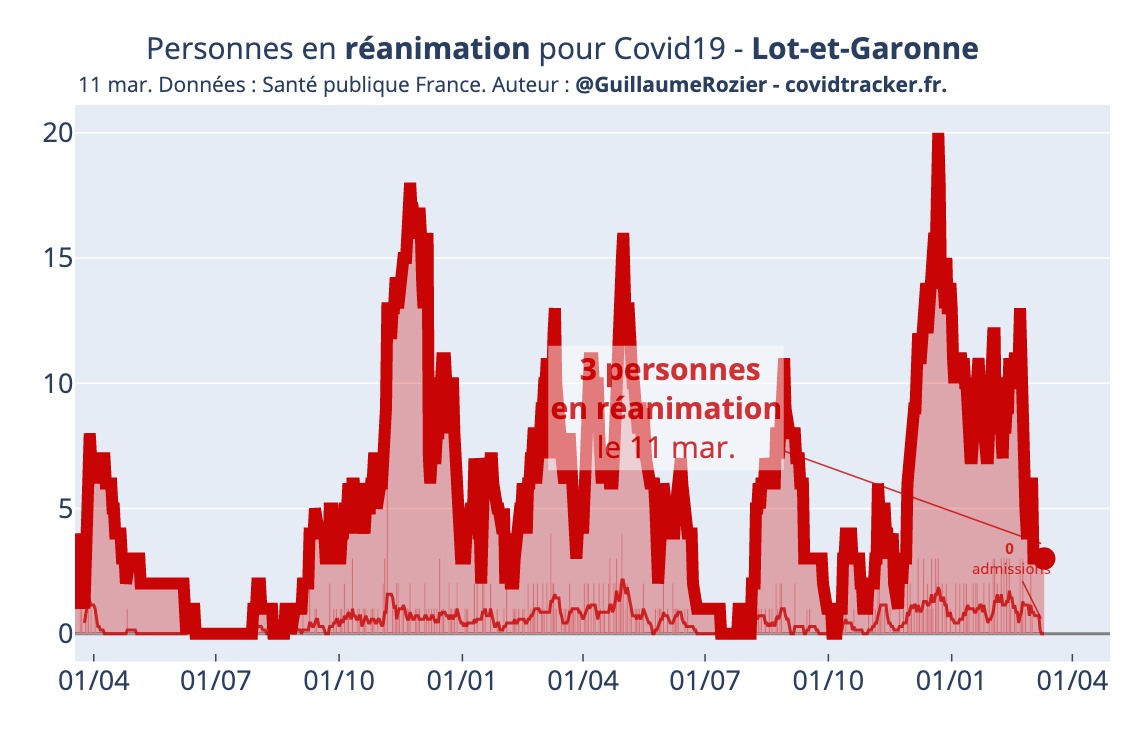 Personnes en réanimation pour Covid19 - Lot-et-Garonne
11 mar. Données : Santé publique France. Auteur : @GuillaumeRozier - covidtracker.fr.
20
15
10
5
0
3 personnes
en réanimation
le 11 mar.
0
admissions
01/04
01/07
01/10
01/01
01/04
01/07
01/10
01/01
01/04